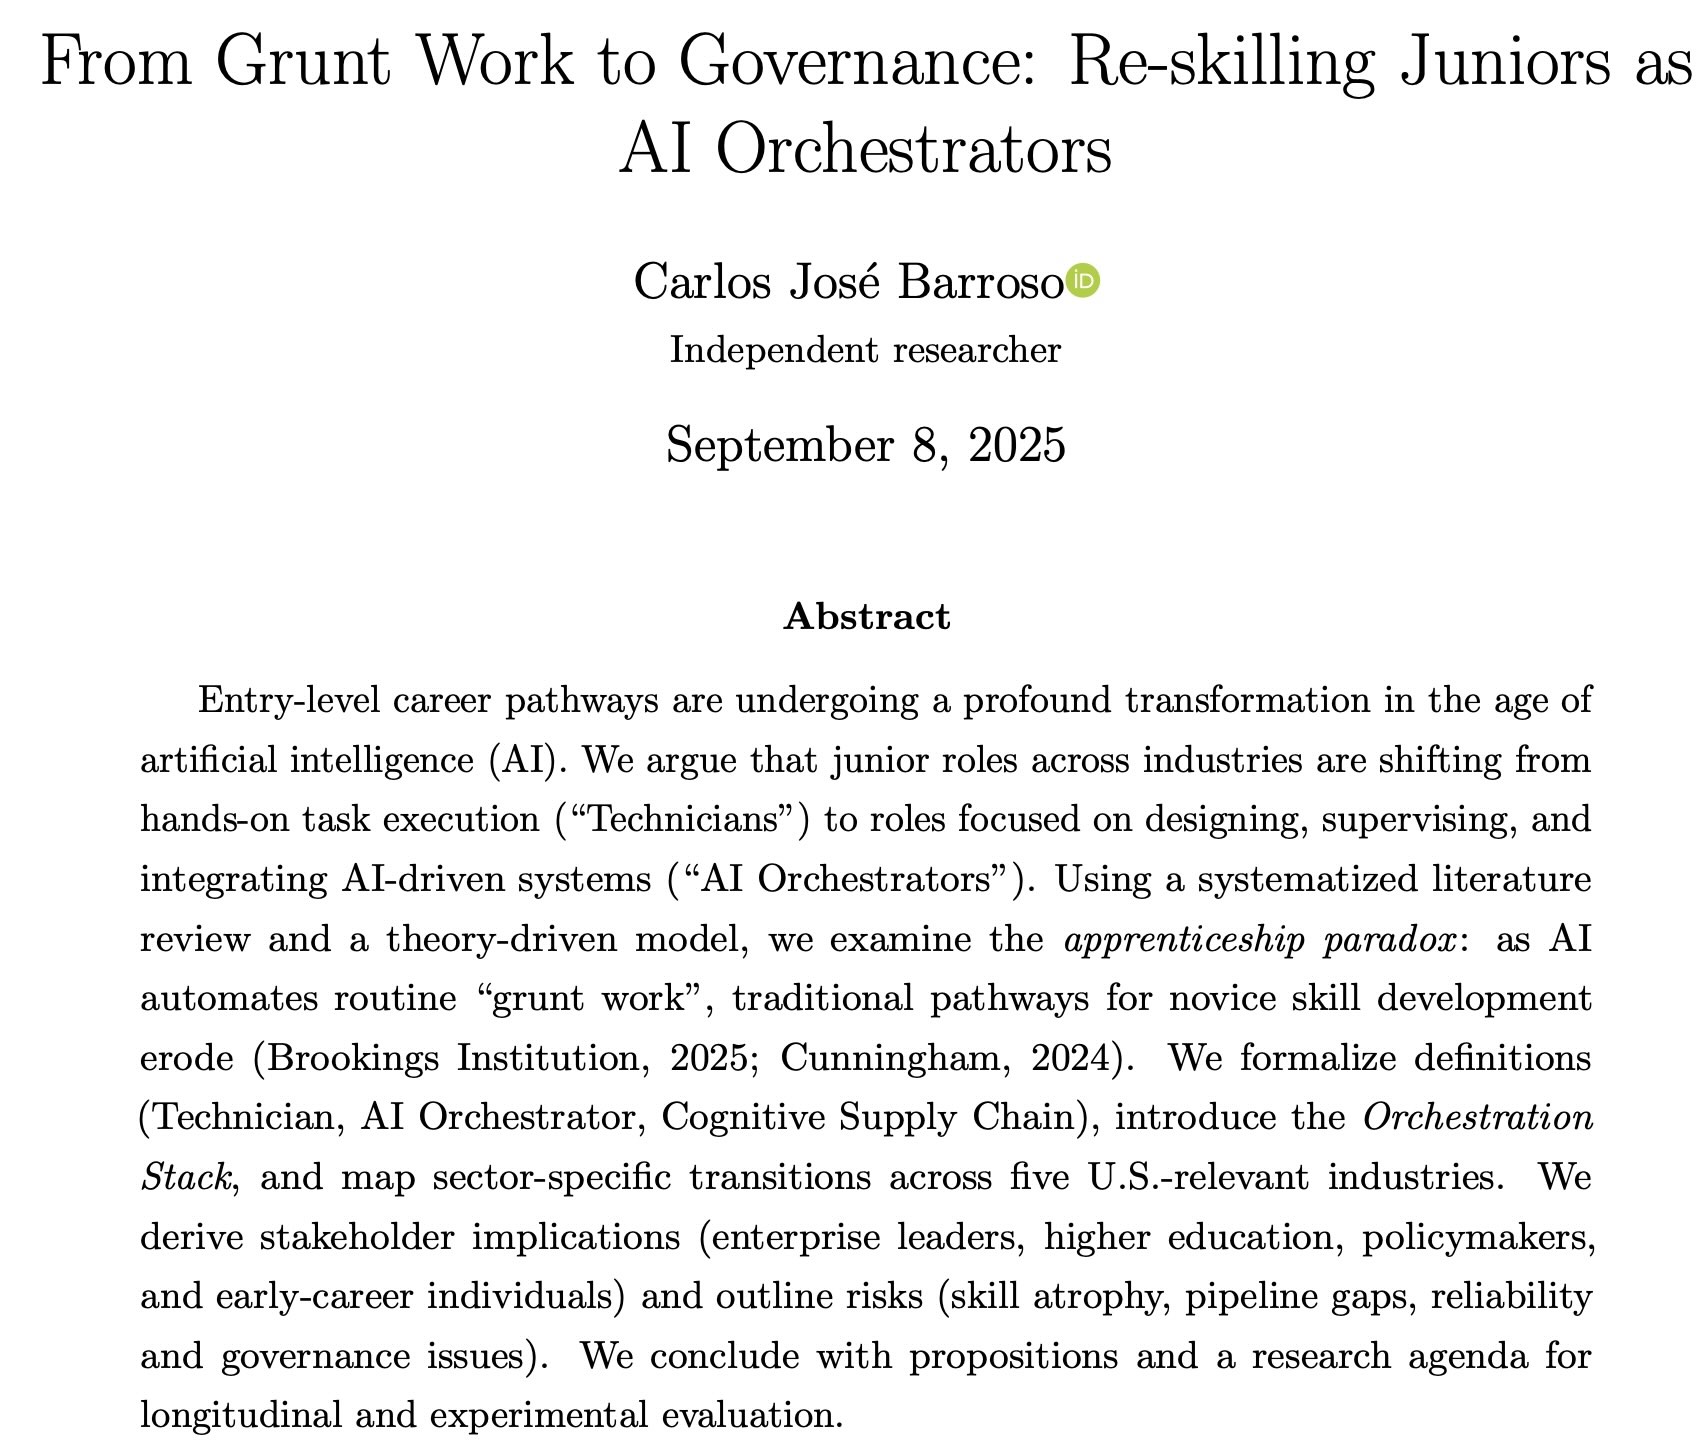 From Grunt Work to Governance: Re-skilling Juniors as
AI Orchestrators
Carlos José Barroso iD
Independent researcher
September 8, 2025
Abstract
Entry-level career pathways are undergoing a profound transformation in the age of
artificial intelligence (AI). We argue that junior roles across industries are shifting from
hands-on task execution (“Technicians”) to roles focused on designing, supervising, and
integrating AI-driven systems (“AI Orchestrators”). Using a systematized literature
review and a theory-driven model, we examine the apprenticeship paradox: as AI
automates routine “grunt work”, traditional pathways for novice skill development
erode (Brookings Institution, 2025; Cunningham, 2024). We formalize definitions
(Technician, AI Orchestrator, Cognitive Supply Chain), introduce the Orchestration
Stack, and map sector-specific transitions across five U.S.-relevant industries. We
derive stakeholder implications (enterprise leaders, higher education, policymakers,
and early-career individuals) and outline risks (skill atrophy, pipeline gaps, reliability
and governance issues). We conclude with propositions and a research agenda for
longitudinal and experimental evaluation.